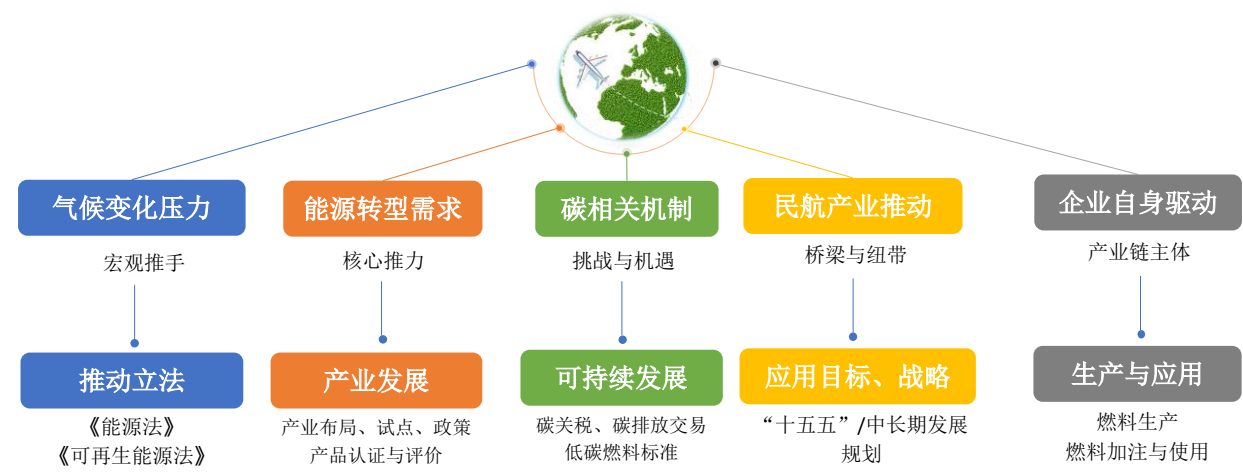 气候变化压力
能源转型需求
碳相关机制
民航产业推动
企业自身驱动
宏观推手
核心推力
挑战与机遇
桥梁与纽带
产业链主体
推动立法
产业发展
可持续发展
应用目标、战略
生产与应用
《能源法》
《可再生能源法》
产业布局、试点、政策
产品认证与评价
碳关税、碳排放交易
低碳燃料标准
“十五五”/中长期发展
规划
燃料生产
燃料加注与使用